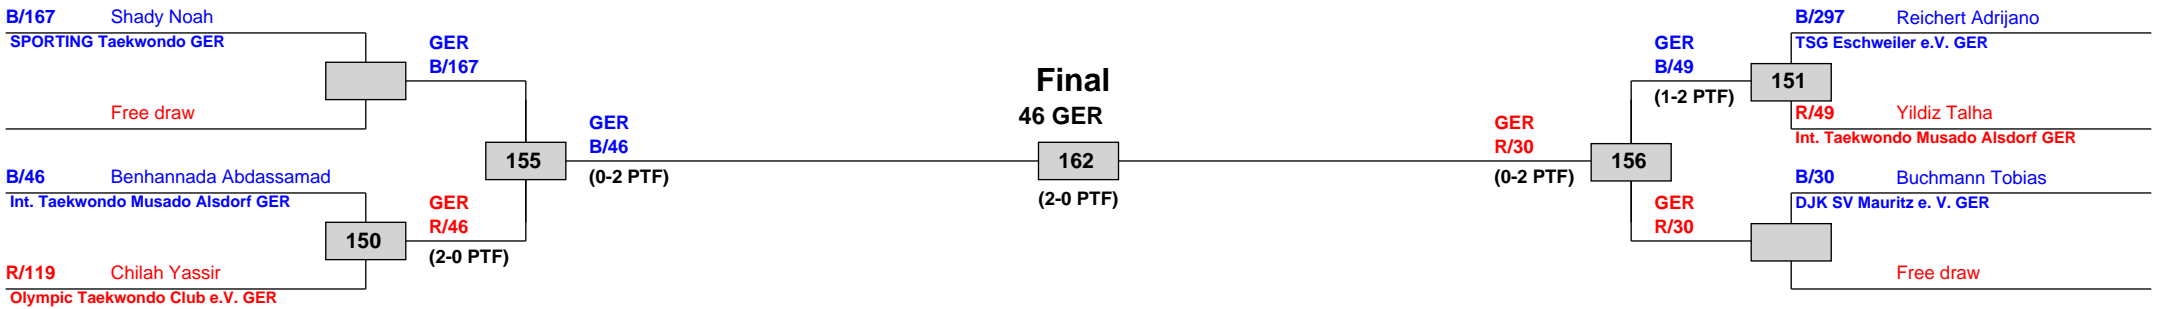 B/167 Shady Noah
SPORTING Taekwondo GER
Free draw
B/46 Benhannada Abdassamad
Int. Taekwondo Musado Alsdorf GER
150
R/119 Chilah Yassir
Olympic Taekwondo Club e.V. GER
GER
B/167
GER
R/46
(2-0 PTF)
155
GER
B/46
(0-2 PTF)
Final
46 GER
162
(2-0 PTF)
GER
R/30
(0-2 PTF)
156
GER
B/49
(1-2 PTF)
GER
R/30
B/297 Reichert Adrijano
TSG Eschweiler e.V. GER
151
R/49 Yildiz Talha
Int. Taekwondo Musado Alsdorf GER
B/30 Buchmann Tobias
DJK SV Mauritz e. V. GER
Free draw